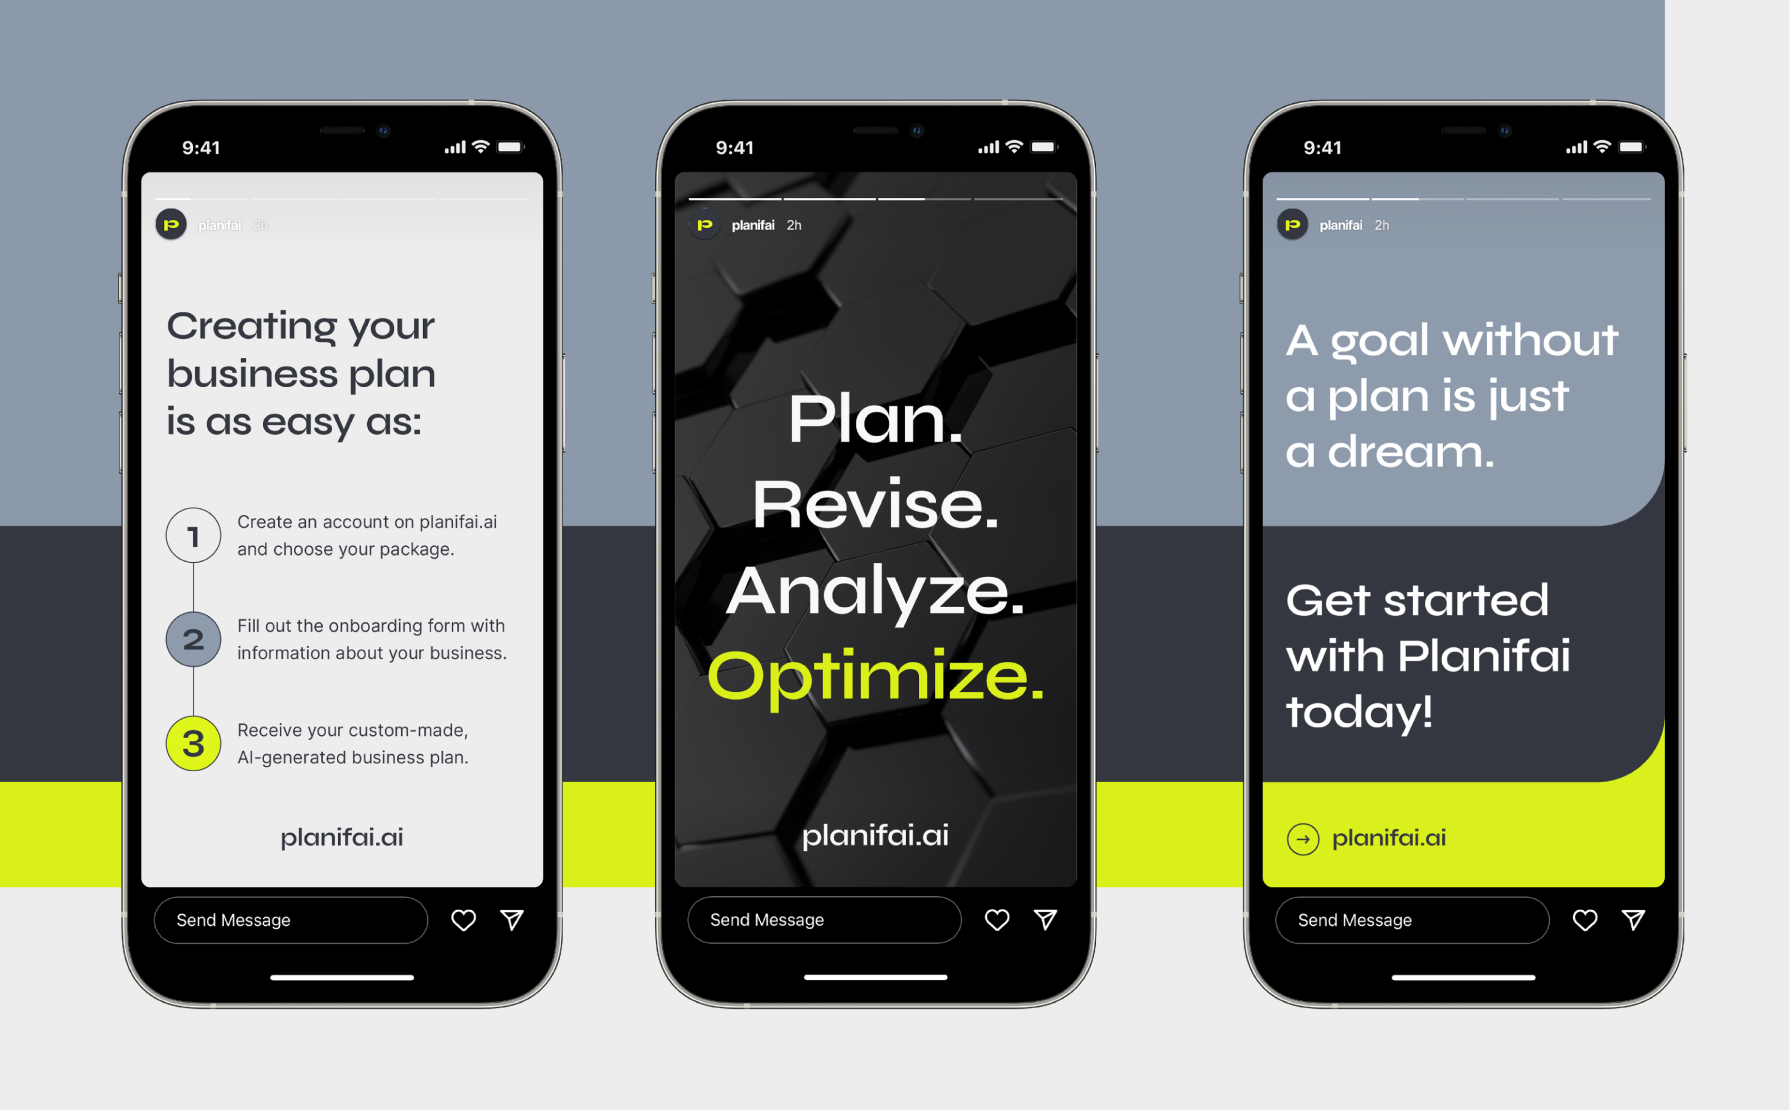 9:41
planifai 2h
Creating your
business plan
is as easy as:
1
Create an account on planifai.ai
and choose your package.
2
Fill out the onboarding form with
information about your business.
3
Receive your custom-made,
AI-generated business plan.
planifai.ai
Send Message
9:41
planifai 2h
Plan.
Revise.
Analyze.
Optimize.
planifai.ai
Send Message
9:41
planifai 2h
A goal without
a plan is just
a dream.
Get started
with Planifai
today!
planifai.ai
Send Message